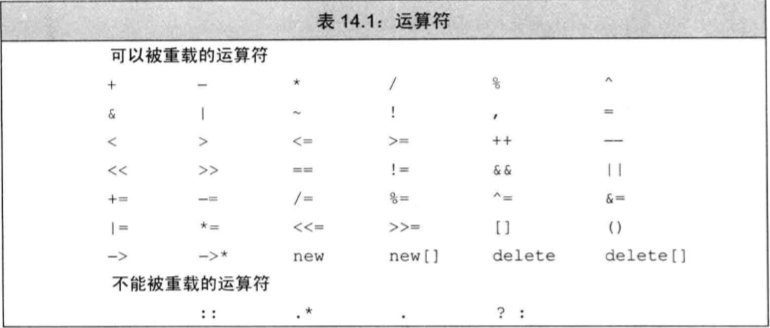 表 14.1：运算符
可以被重载的运算符
+ − * / % ^
& | ~ ! , =
< > <= >= ++ −−
<< >> == != && ||
+= −= /= %= ^= &=
|= *= <<= >>= [] ()
−> −>* new new[] delete delete[]
不能被重载的运算符
:: .* . ? :